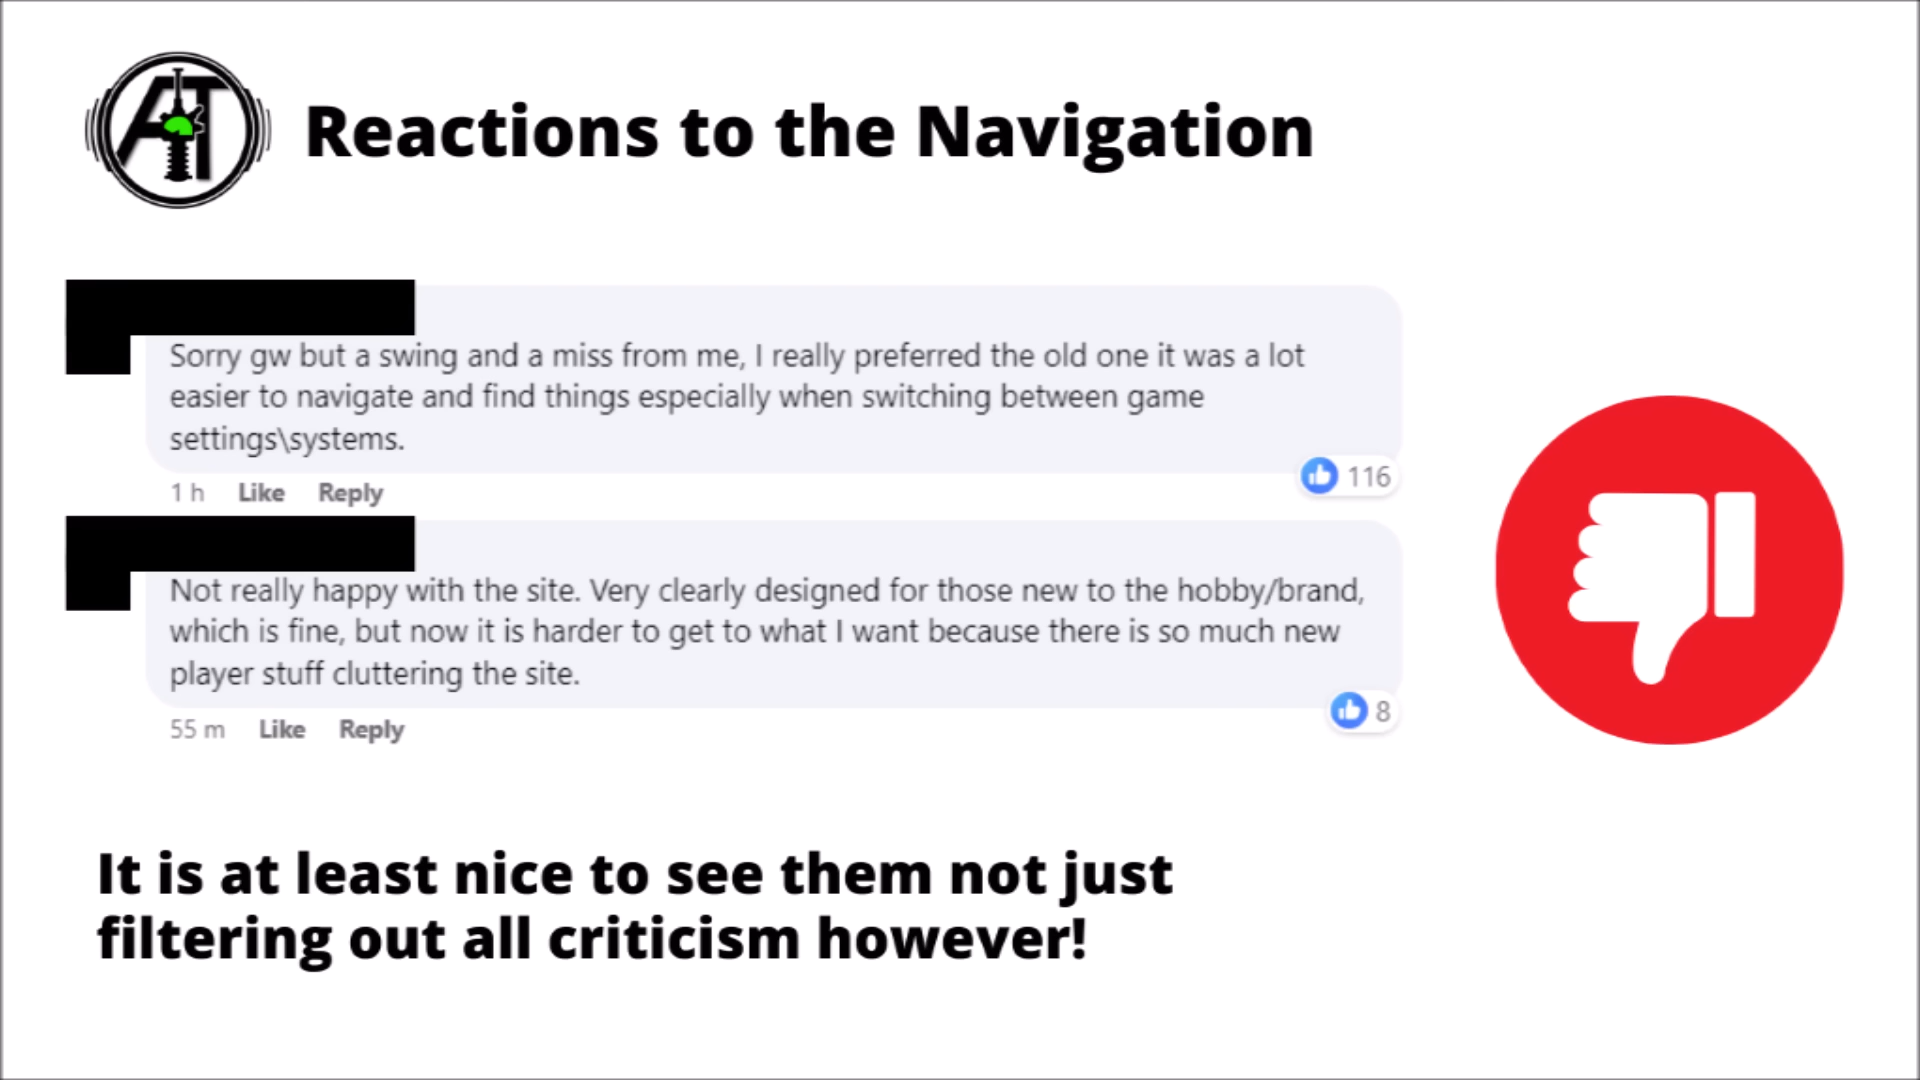 AT
Reactions to the Navigation
Sorry gw but a swing and a miss from me, I really preferred the old one it was a lot
easier to navigate and find things especially when switching between game
settings\systems.
116
1 h Like Reply
Not really happy with the site. Very clearly designed for those new to the hobby/brand,
which is fine, but now it is harder to get to what I want because there is so much new
player stuff cluttering the site.
8
55 m Like Reply
It is at least nice to see them not just
filtering out all criticism however!